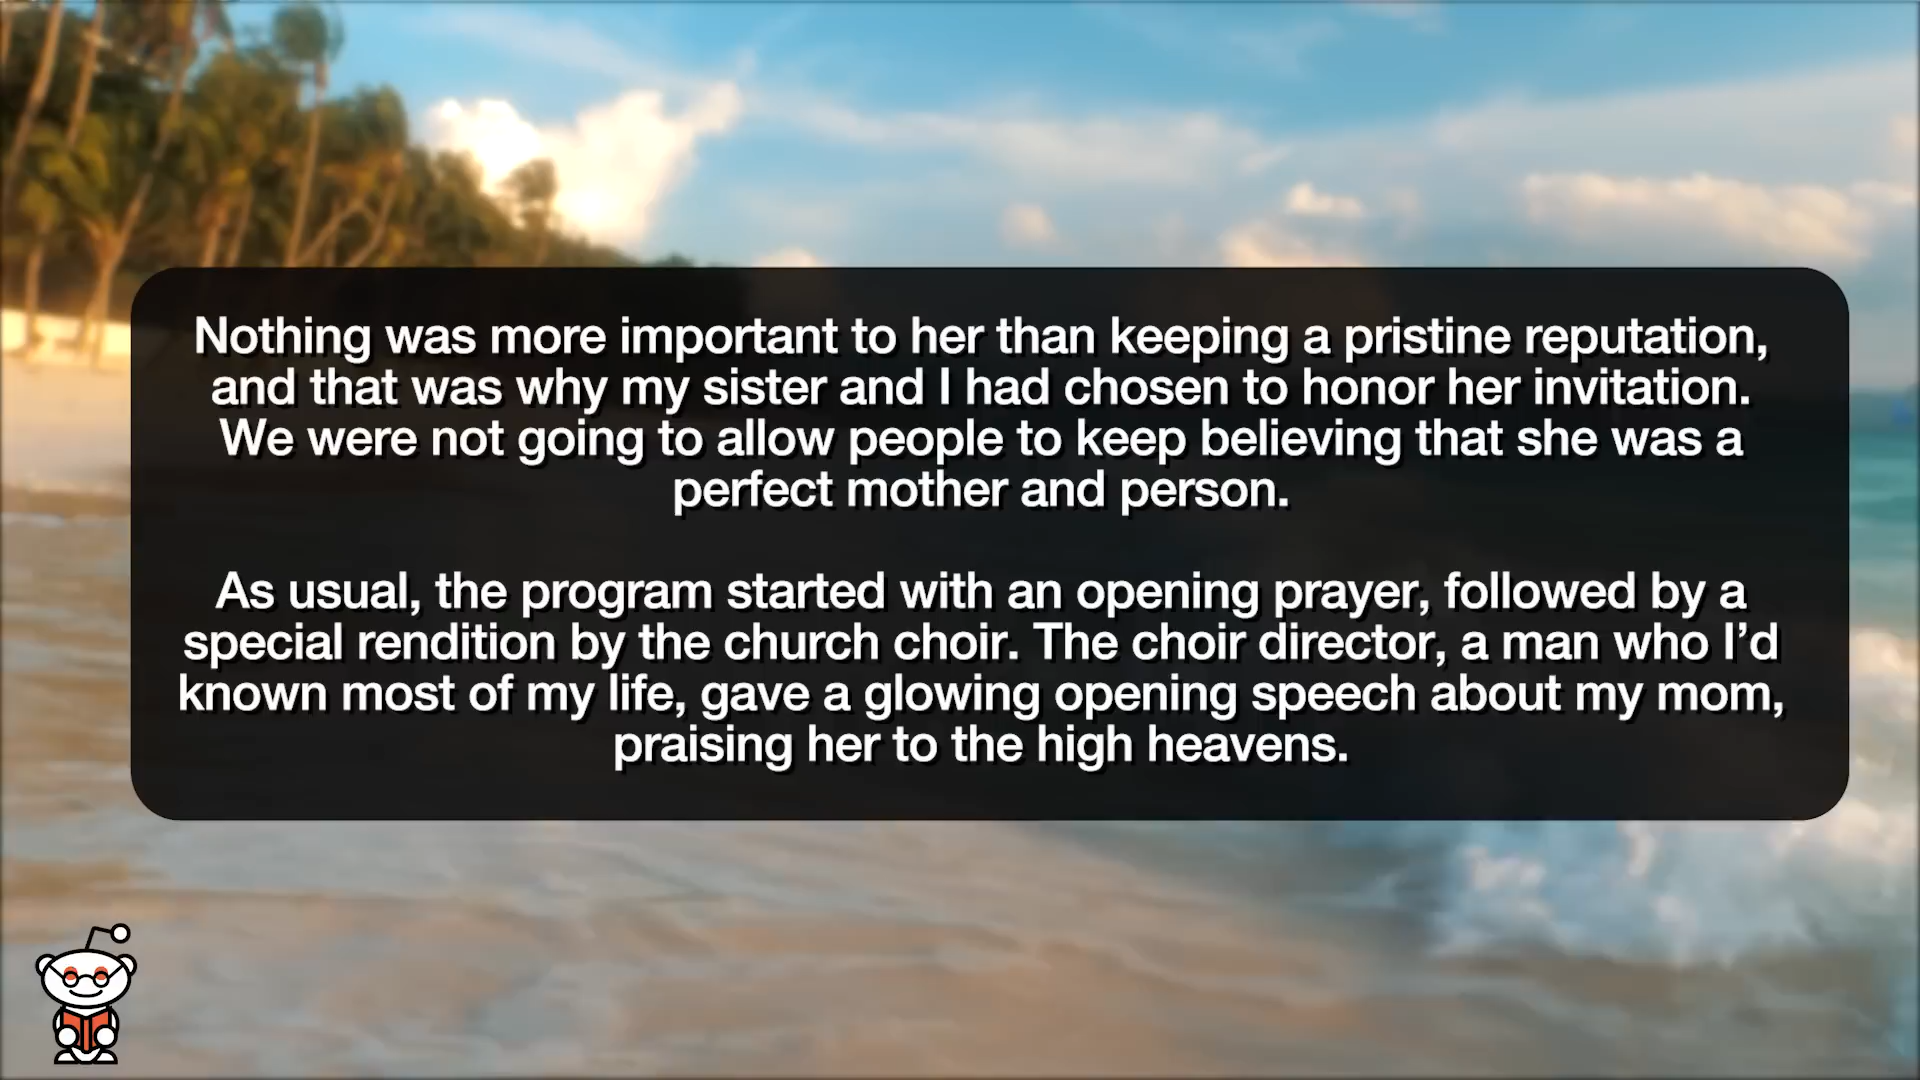 Nothing was more important to her than keeping a pristine reputation,
and that was why my sister and I had chosen to honor her invitation.
We were not going to allow people to keep believing that she was a
perfect mother and person.
As usual, the program started with an opening prayer, followed by a
special rendition by the church choir. The choir director, a man who I’d
known most of my life, gave a glowing opening speech about my mom,
praising her to the high heavens.